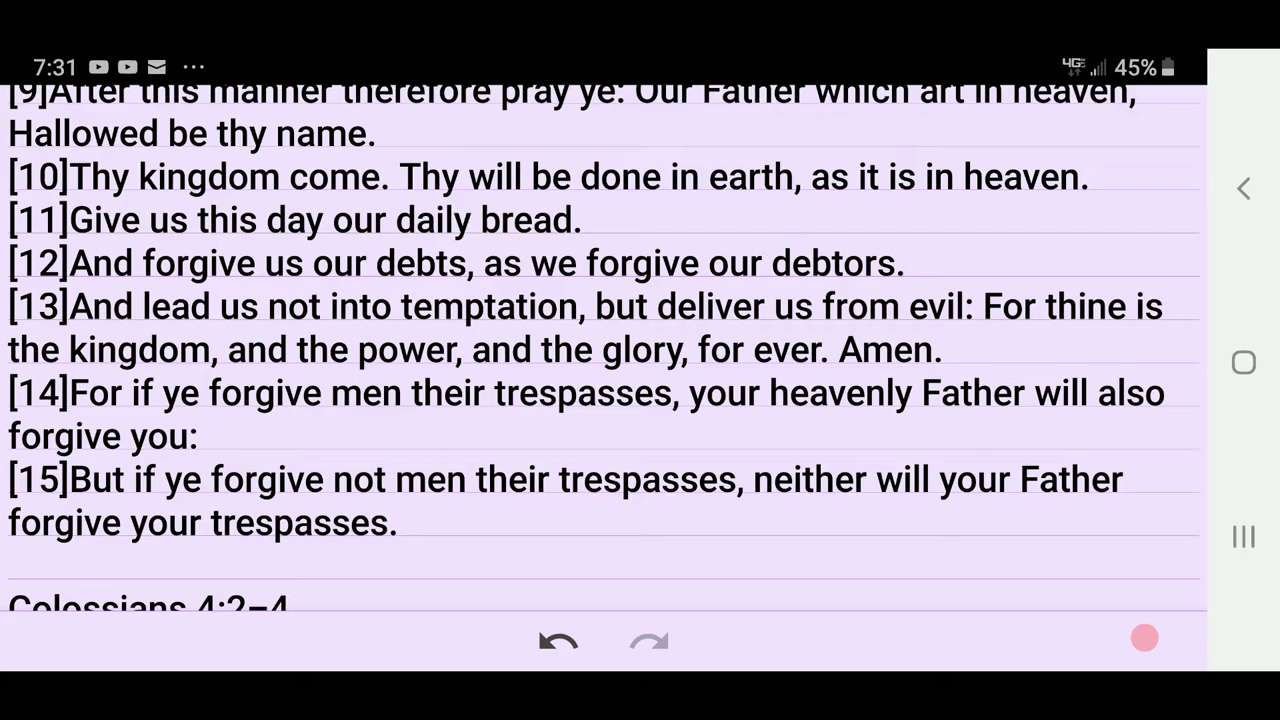 7:31 ... 4GE 45%
[9]After this manner therefore pray ye: Our Father which art in heaven,
Hallowed be thy name.
[10]Thy kingdom come. Thy will be done in earth, as it is in heaven.
[11]Give us this day our daily bread.
[12]And forgive us our debts, as we forgive our debtors.
[13]And lead us not into temptation, but deliver us from evil: For thine is
the kingdom, and the power, and the glory, for ever. Amen.
[14]For if ye forgive men their trespasses, your heavenly Father will also
forgive you:
[15]But if ye forgive not men their trespasses, neither will your Father
forgive your trespasses.
Colossians 4:2–4